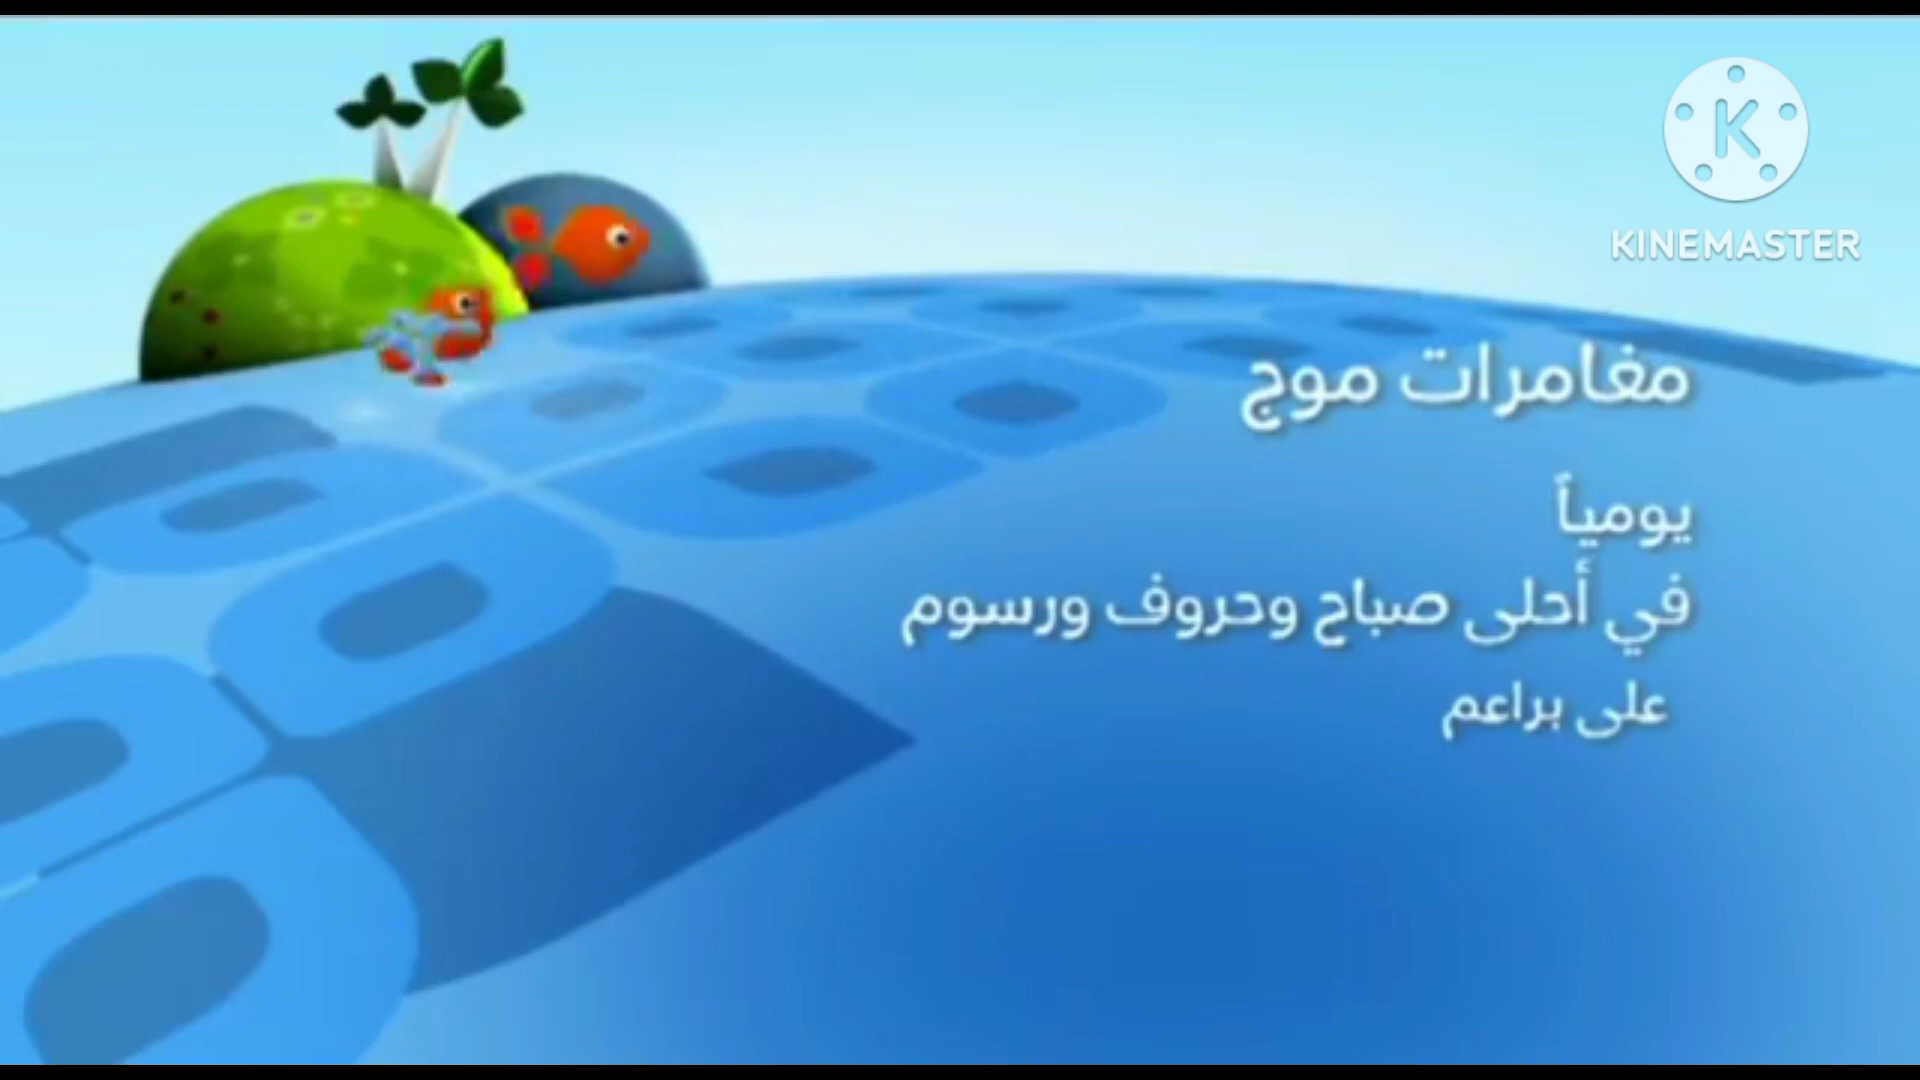 K
KINEMASTER
مغامرات موج
يومياً
في أحلى صباح وحروف ورسوم
على براعم